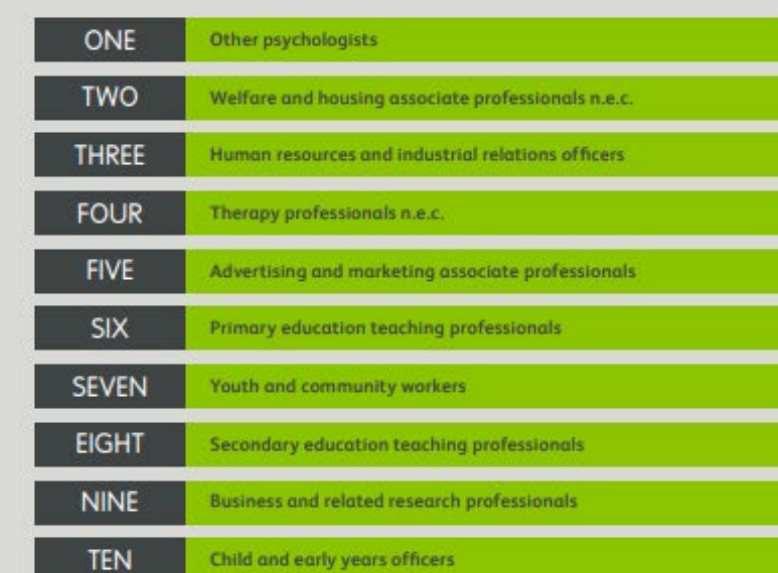 ONE Other psychologists
TWO Welfare and housing associate professionals n.e.c.
THREE Human resources and industrial relations officers
FOUR Therapy professionals n.e.c.
FIVE Advertising and marketing associate professionals
SIX Primary education teaching professionals
SEVEN Youth and community workers
EIGHT Secondary education teaching professionals
NINE Business and related research professionals
TEN Child and early years officers